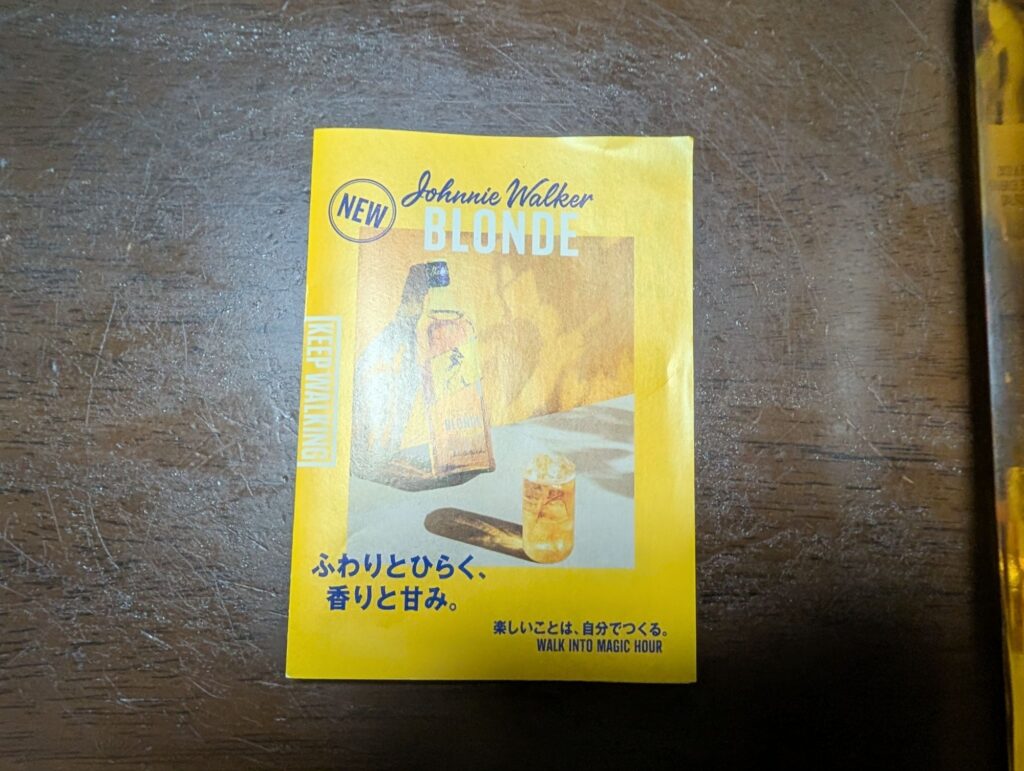 NEW
Johnnie Walker
BLONDE
KEEP WALKING
BLONDE
ふわりとひらく、
香りと甘み。
楽しいことは、自分でつくる。
WALK INTO MAGIC HOUR